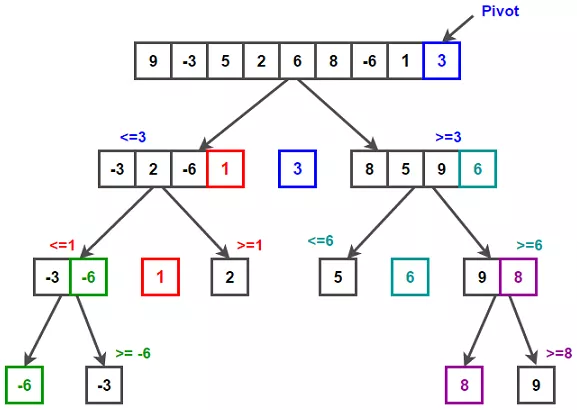 Pivot
9 -3 5 2 6 8 -6 1 3
<=3 >=3
-3 2 -6 1 3 8 5 9 6
<=1 >=1 <=6 >=6
-3 -6 1 2 5 6 9 8
>= -6 >=8
-6 -3 8 9